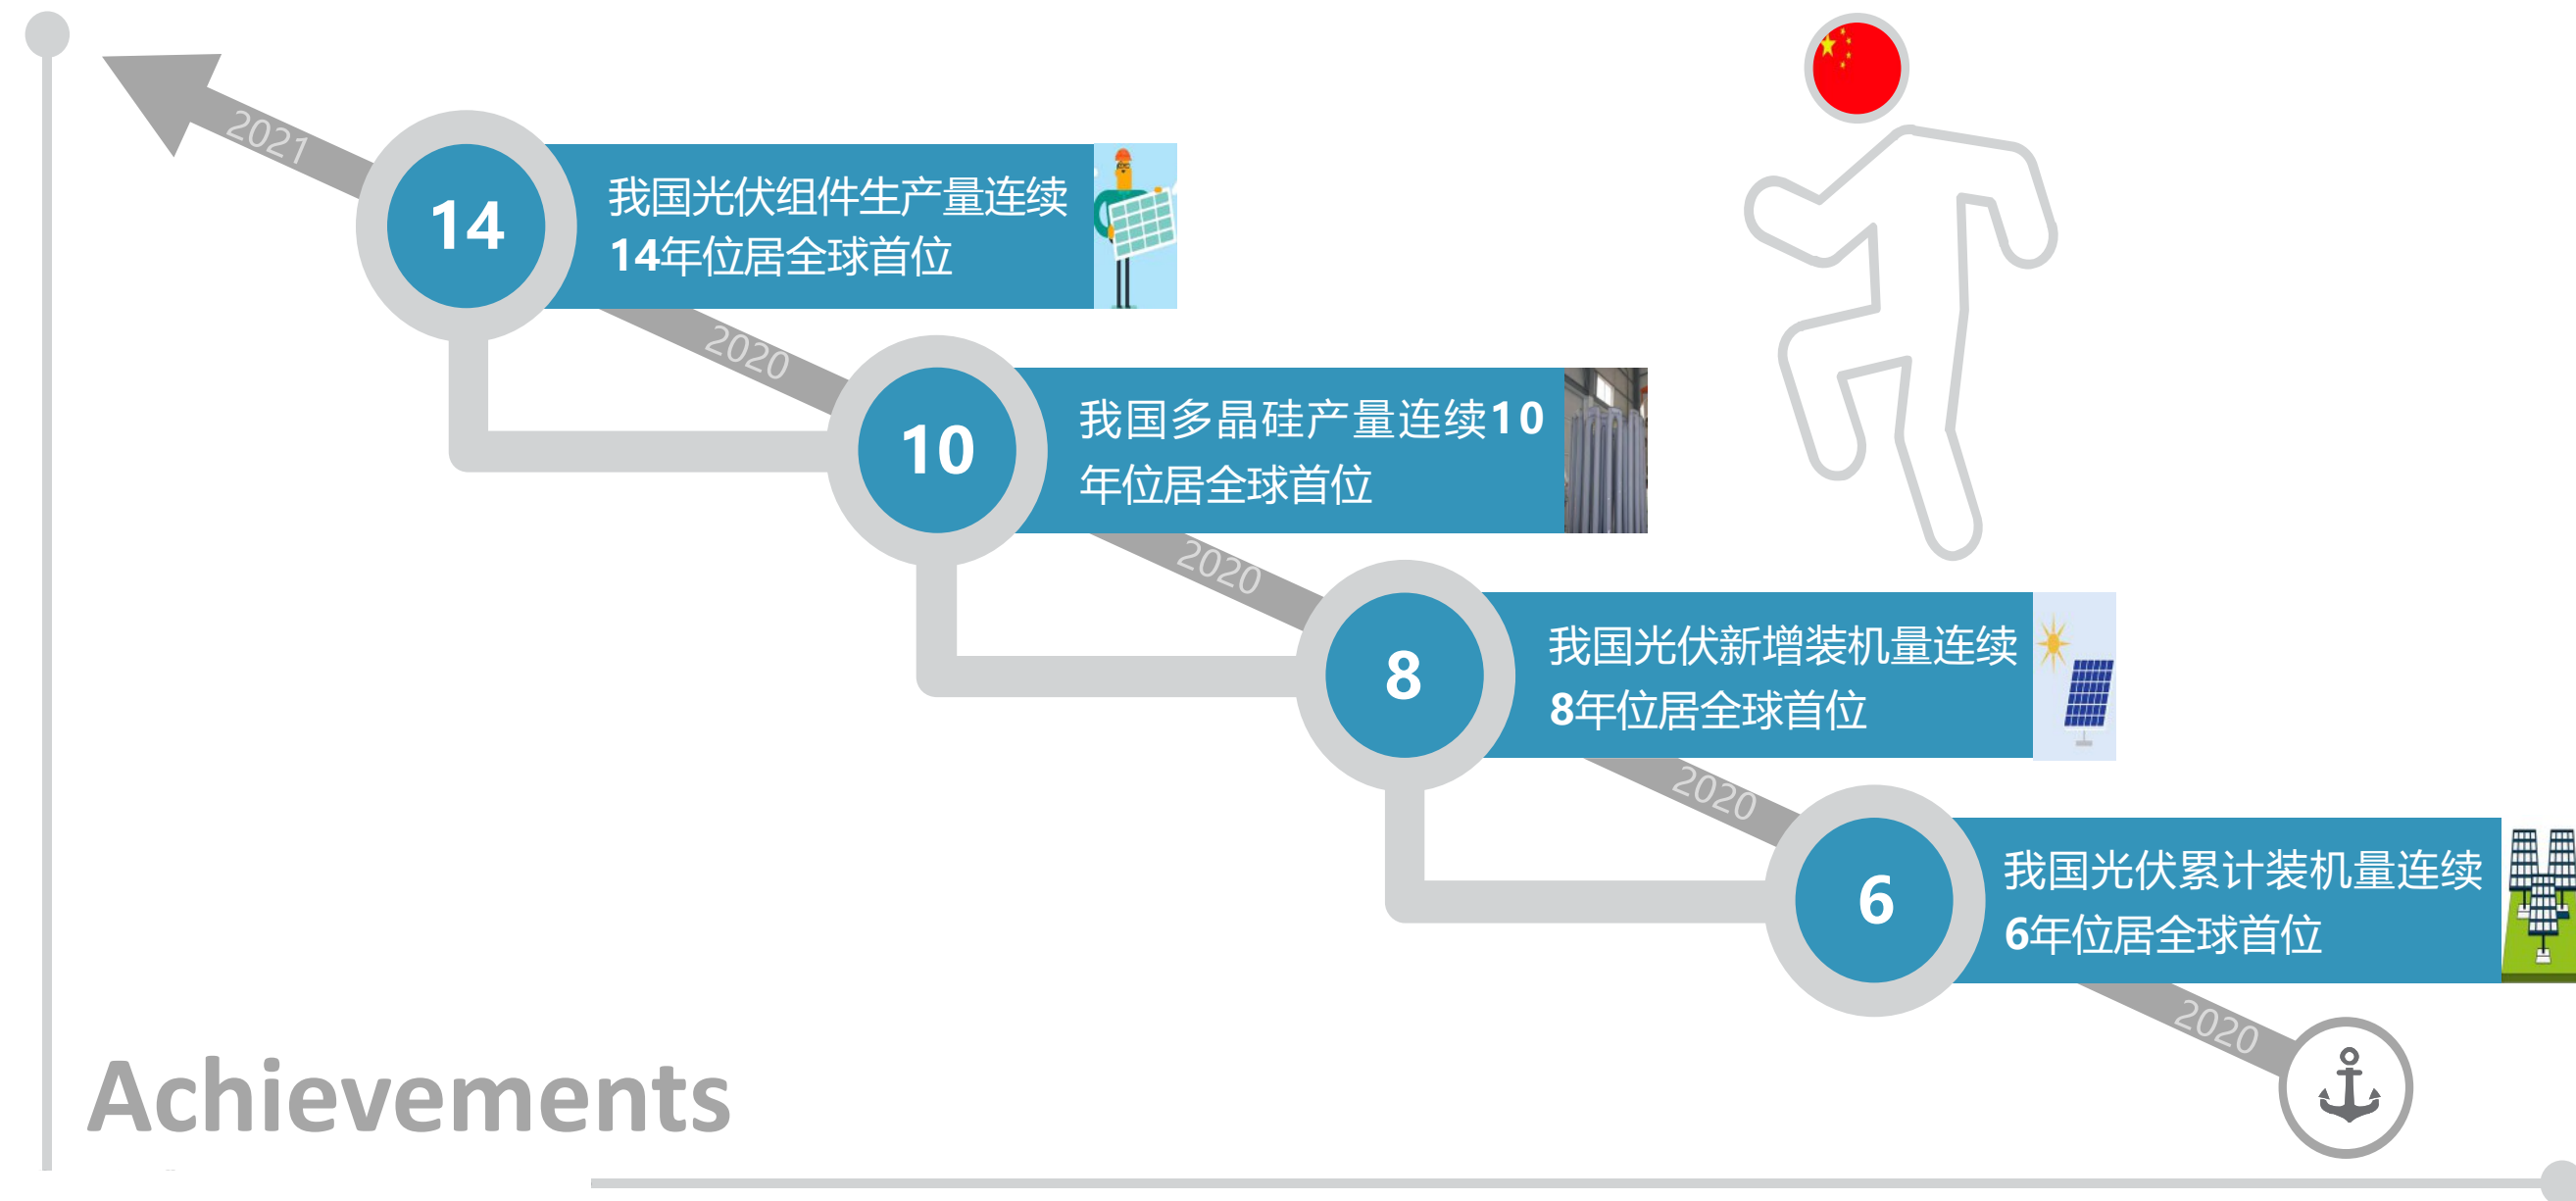 2021
14
我国光伏组件生产量连续
14年位居全球首位
2020
10
我国多晶硅产量连续10
年位居全球首位
2020
8
我国光伏新增装机量连续
8年位居全球首位
2020
6
我国光伏累计装机量连续
6年位居全球首位
2020
Achievements